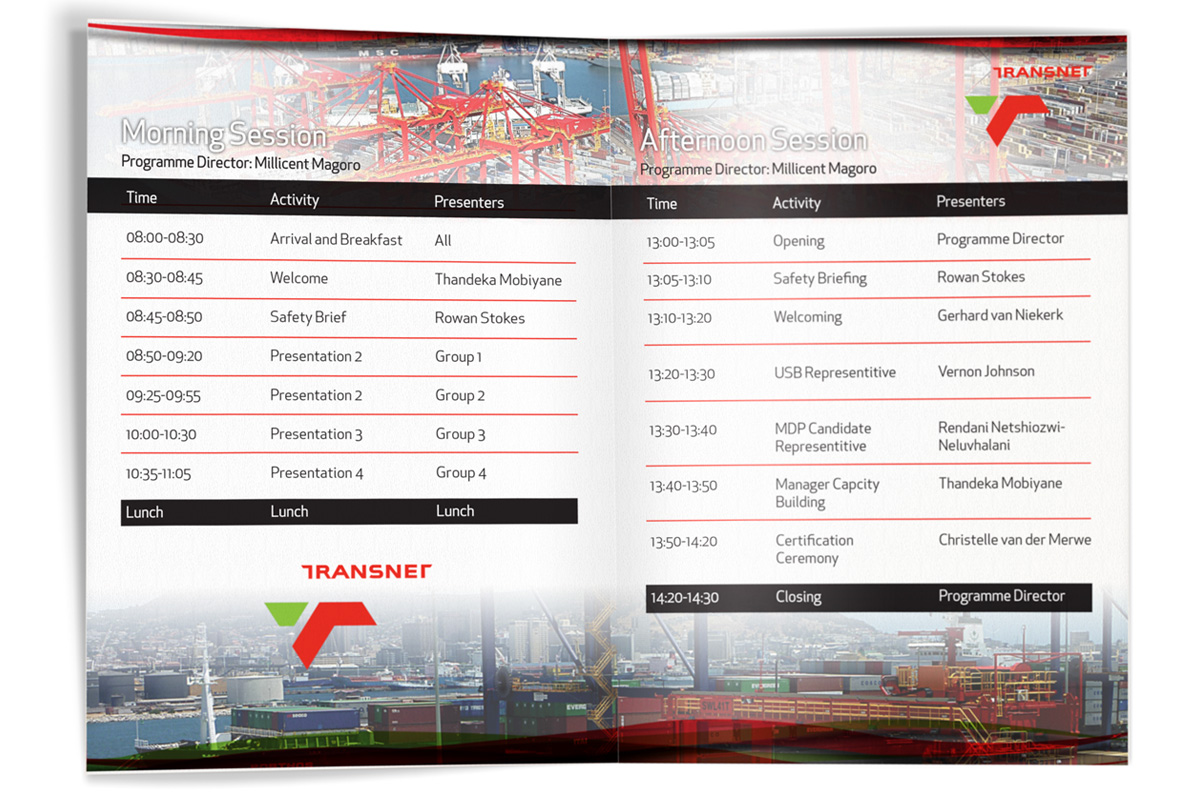 MSC
Morning Session
Programme Director: Millicent Magoro
Time Activity Presenters
08:00-08:30 Arrival and Breakfast All
08:30-08:45 Welcome Thandeka Mobiyane
08:45-08:50 Safety Brief Rowan Stokes
08:50-09:20 Presentation 2 Group 1
09:25-09:55 Presentation 2 Group 2
10:00-10:30 Presentation 3 Group 3
10:35-11:05 Presentation 4 Group 4
Lunch Lunch Lunch
TRANSNET
TRANSNET
Afternoon Session
Programme Director: Millicent Magoro
Time Activity Presenters
13:00-13:05 Opening Programme Director
13:05-13:10 Safety Briefing Rowan Stokes
13:10-13:20 Welcoming Gerhard van Niekerk
13:20-13:30 USB Representitive Vernon Johnson
13:30-13:40 MDP Candidate Rendani Netshiozwi-
Representitive Neluvhalani
13:40-13:50 Manager Capcity Thandeka Mobiyane
Building
13:50-14:20 Certification Christelle van der Merwe
Ceremony
14:20-14:30 Closing Programme Director
SWL41T